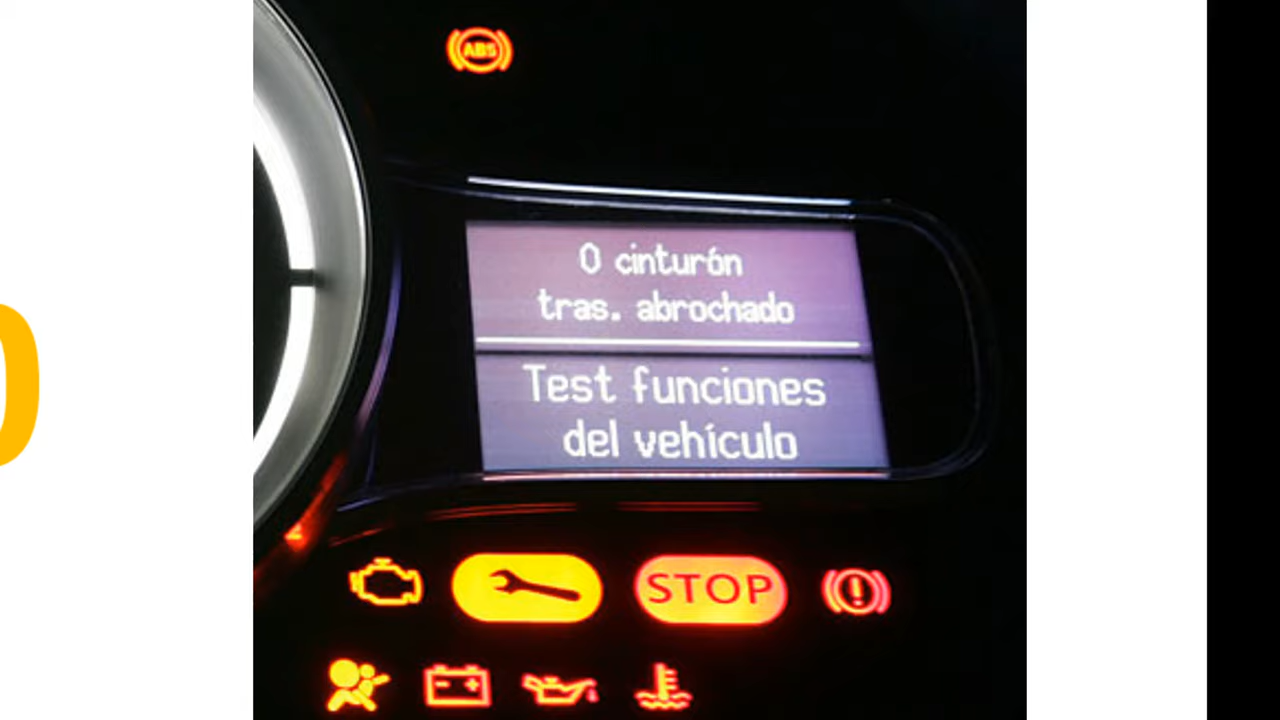 ABS
0 cinturón
tras. abrochado
Test funciones
del vehículo
STOP